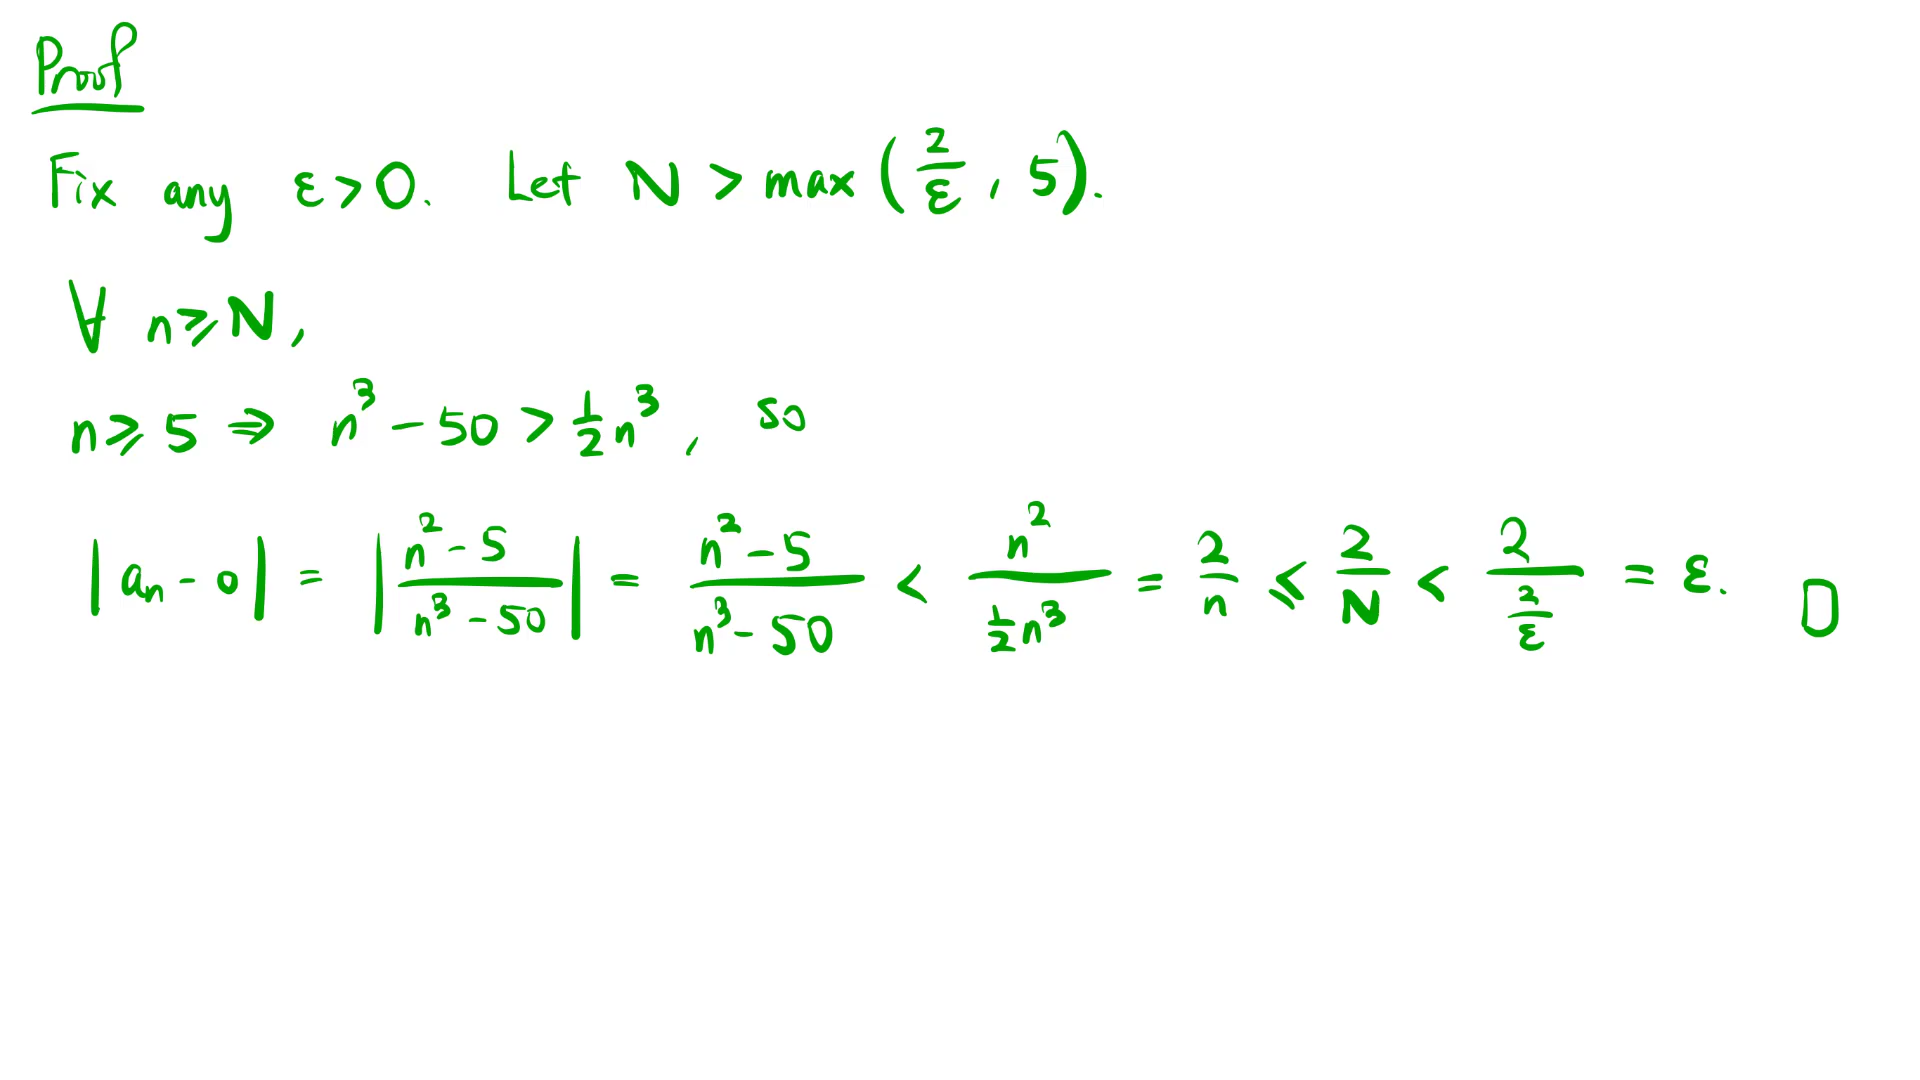 Proof
Fix any ε>0. Let N > max(2/ε, 5).
∀ n≥N,
n≥5 ⇒ n³-50 > ½n³, so
|aₙ-0| = |(n²-5)/(n³-50)| = (n²-5)/(n³-50) < n²/(½n³) = 2/n ≤ 2/N < 2/(2/ε) = ε. □